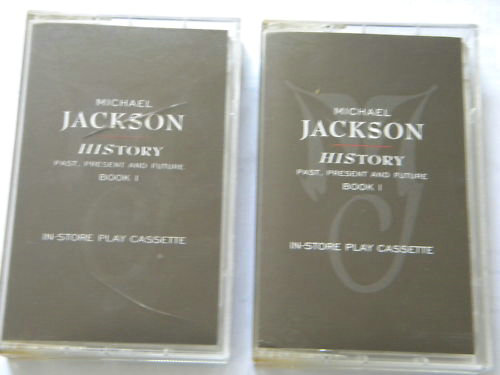 MICHAEL
JACKSON
HISTORY
PAST, PRESENT AND FUTURE
BOOK I
IN-STORE PLAY CASSETTE
MICHAEL
JACKSON
HISTORY
PAST, PRESENT AND FUTURE
BOOK I
IN-STORE PLAY CASSETTE